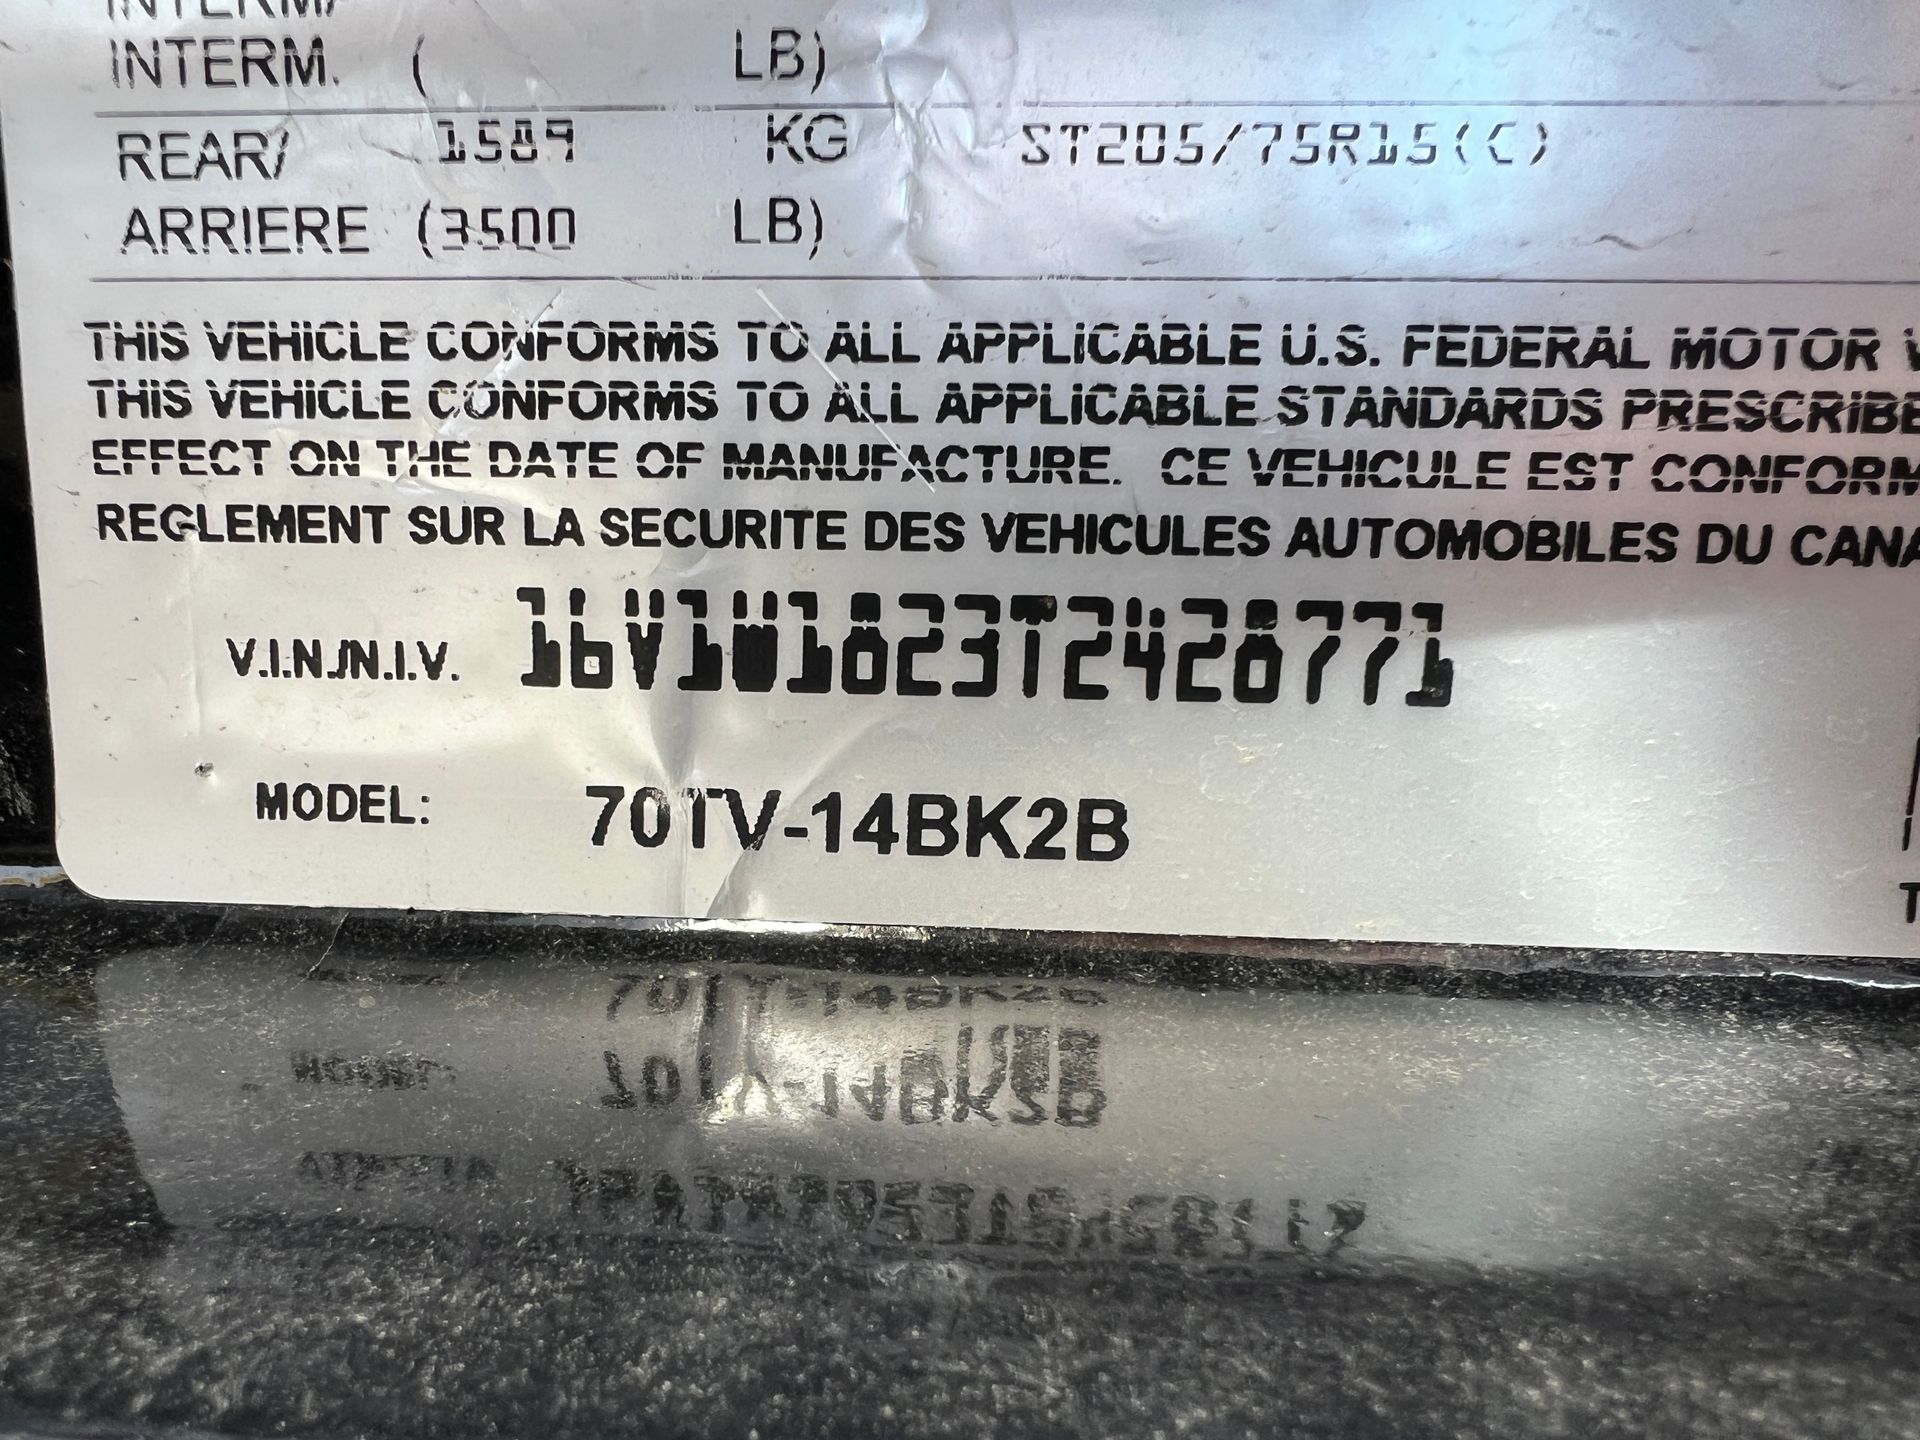 INTERM/
INTERM. ( LB)
REAR/ 1589 KG ST205/75R15(C)
ARRIERE (3500 LB)
THIS VEHICLE CONFORMS TO ALL APPLICABLE U.S. FEDERAL MOTOR V
THIS VEHICLE CONFORMS TO ALL APPLICABLE STANDARDS PRESCRIBE
EFFECT ON THE DATE OF MANUFACTURE. CE VEHICULE EST CONFORM
REGLEMENT SUR LA SECURITE DES VEHICULES AUTOMOBILES DU CANA
V.I.N./N.I.V. 16V1W1823T2428771
MODEL: 70TV-14BK2B
T